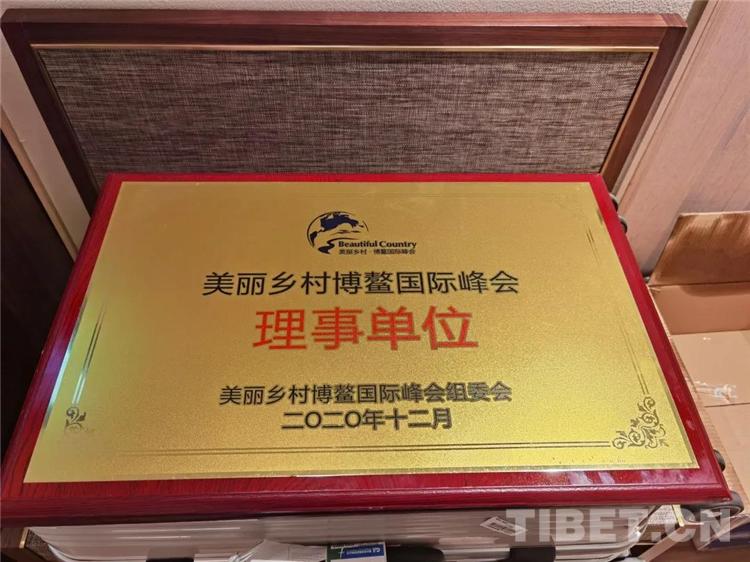 Beautiful Country
美丽乡村·博鳌国际峰会
美丽乡村博鳌国际峰会
理事单位
美丽乡村博鳌国际峰会组委会
二〇二〇年十二月
TIBET.CN